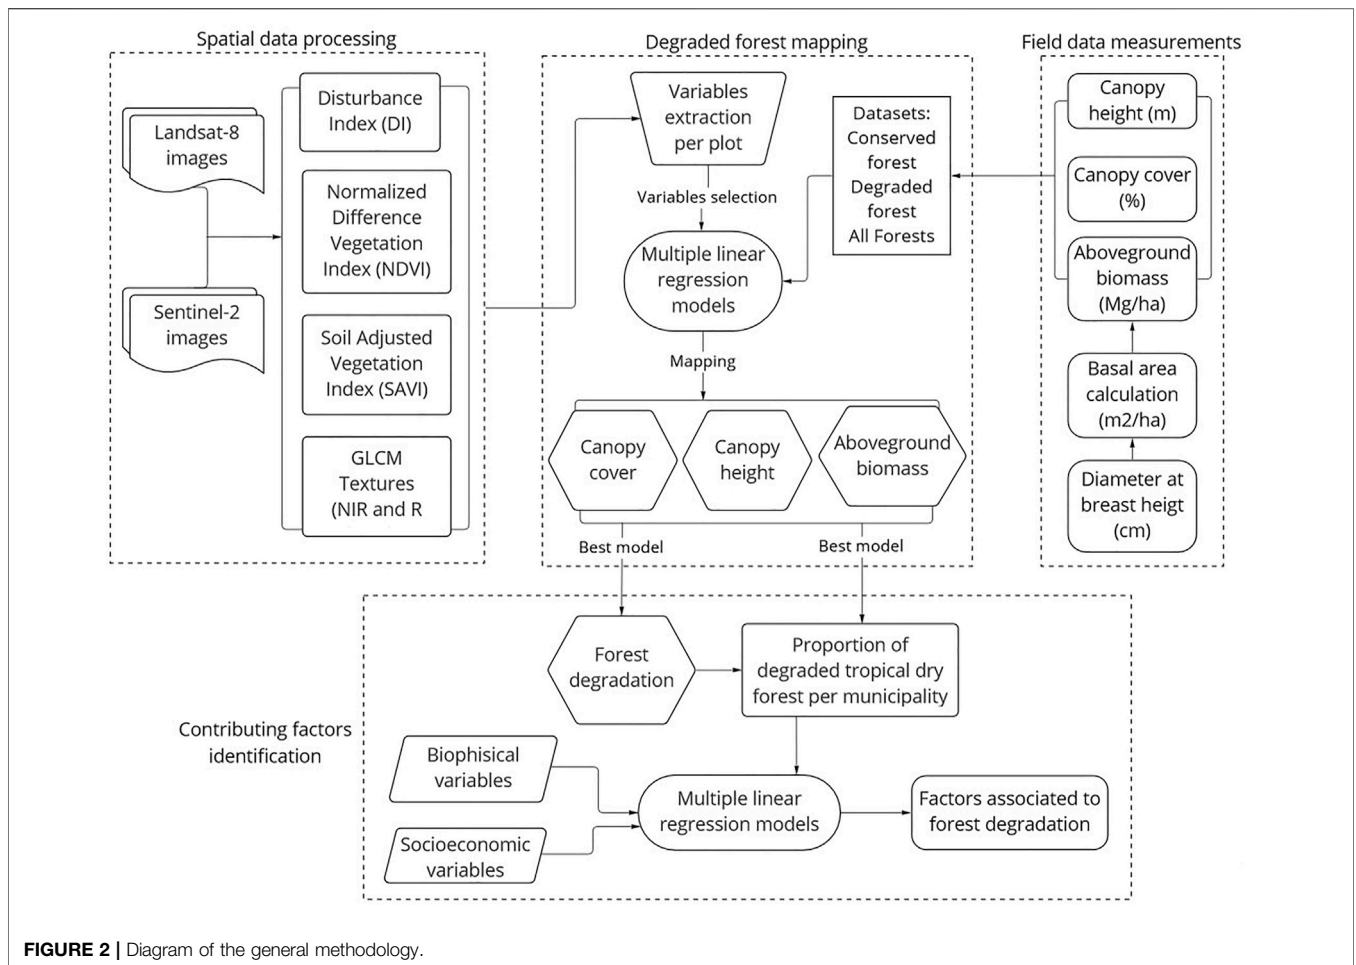 Spatial data processing
Landsat-8
images
Sentinel-2
images
Disturbance
Index (DI)
Normalized
Difference
Vegetation
Index (NDVI)
Soil Adjusted
Vegetation
Index (SAVI)
GLCM
Textures
(NIR and R
Degraded forest mapping
Variables
extraction
per plot
Variables selection
Datasets:
Conserved
forest
Degraded
forest
All Forests
Multiple linear
regression
models
Mapping
Canopy
cover
Canopy
height
Aboveground
biomass
Best model
Best model
Field data measurements
Canopy
height (m)
Canopy cover
(%)
Aboveground
biomass
(Mg/ha)
Basal area
calculation
(m2/ha)
Diameter at
breast heigt
(cm)
Contributing factors
identification
Forest
degradation
Proportion of
degraded tropical dry
forest per municipality
Biophisical
variables
Socioeconomic
variables
Multiple linear
regression models
Factors associated to
forest degradation
FIGURE 2 | Diagram of the general methodology.